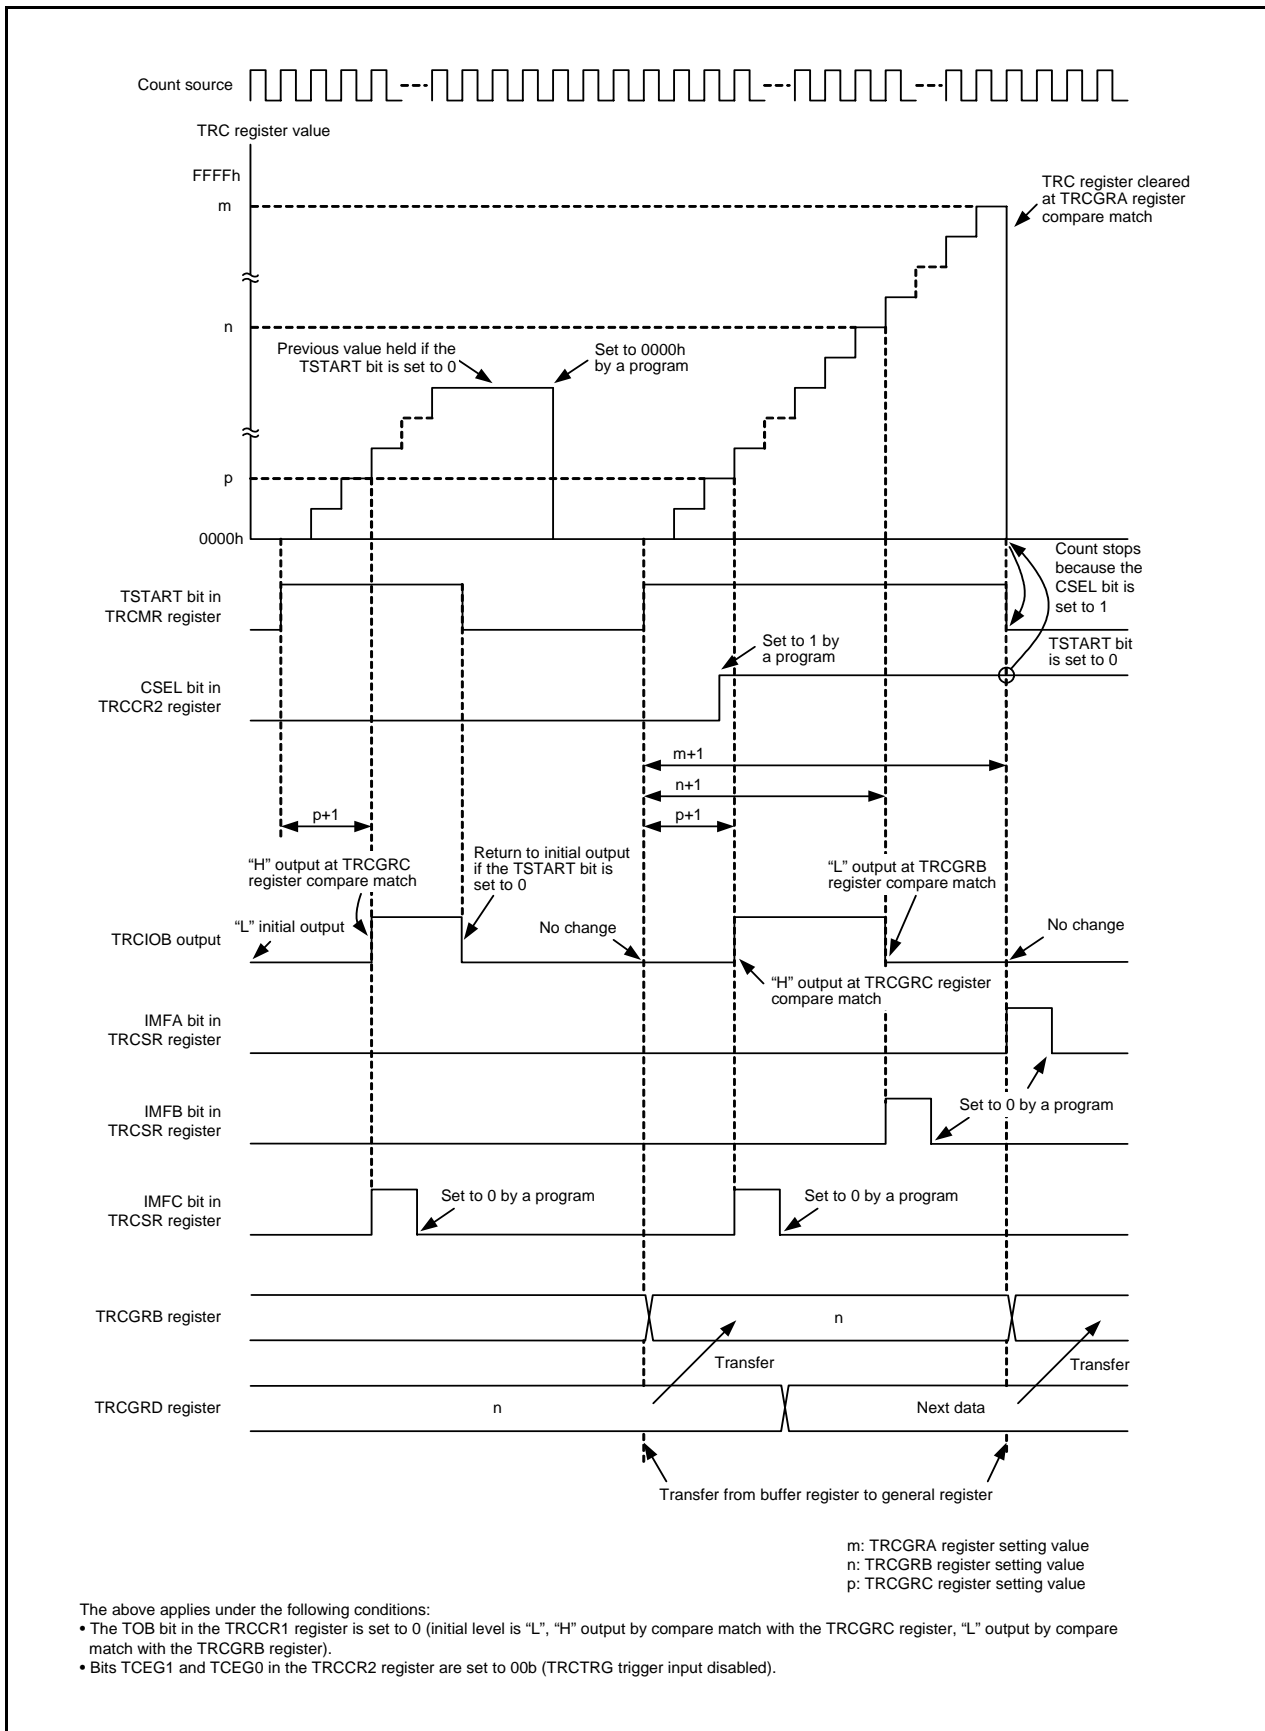 Count source
TRC register value
FFFFh
m
TRC register cleared
at TRCGRA register
compare match
n
Previous value held if the
TSTART bit is set to 0
Set to 0000h
by a program
p
0000h
Count stops
because the
CSEL bit is
set to 1
TSTART bit in
TRCMR register
TSTART bit
is set to 0
Set to 1 by
a program
CSEL bit in
TRCCR2 register
m+1
n+1
p+1
p+1
"H" output at TRCGRC
register compare match
Return to initial output
if the TSTART bit is
set to 0
"L" output at TRCGRB
register compare match
"L" initial output
No change
No change
TRCIOB output
"H" output at TRCGRC register
compare match
IMFA bit in
TRCSR register
IMFB bit in
TRCSR register
Set to 0 by a program
IMFC bit in
TRCSR register
Set to 0 by a program
Set to 0 by a program
TRCGRB register
n
Transfer
Transfer
TRCGRD register
n
Next data
Transfer from buffer register to general register
m: TRCGRA register setting value
n: TRCGRB register setting value
p: TRCGRC register setting value
The above applies under the following conditions:
• The TOB bit in the TRCCR1 register is set to 0 (initial level is "L", "H" output by compare match with the TRCGRC register, "L" output by compare
match with the TRCGRB register).
• Bits TCEG1 and TCEG0 in the TRCCR2 register are set to 00b (TRCTRG trigger input disabled).